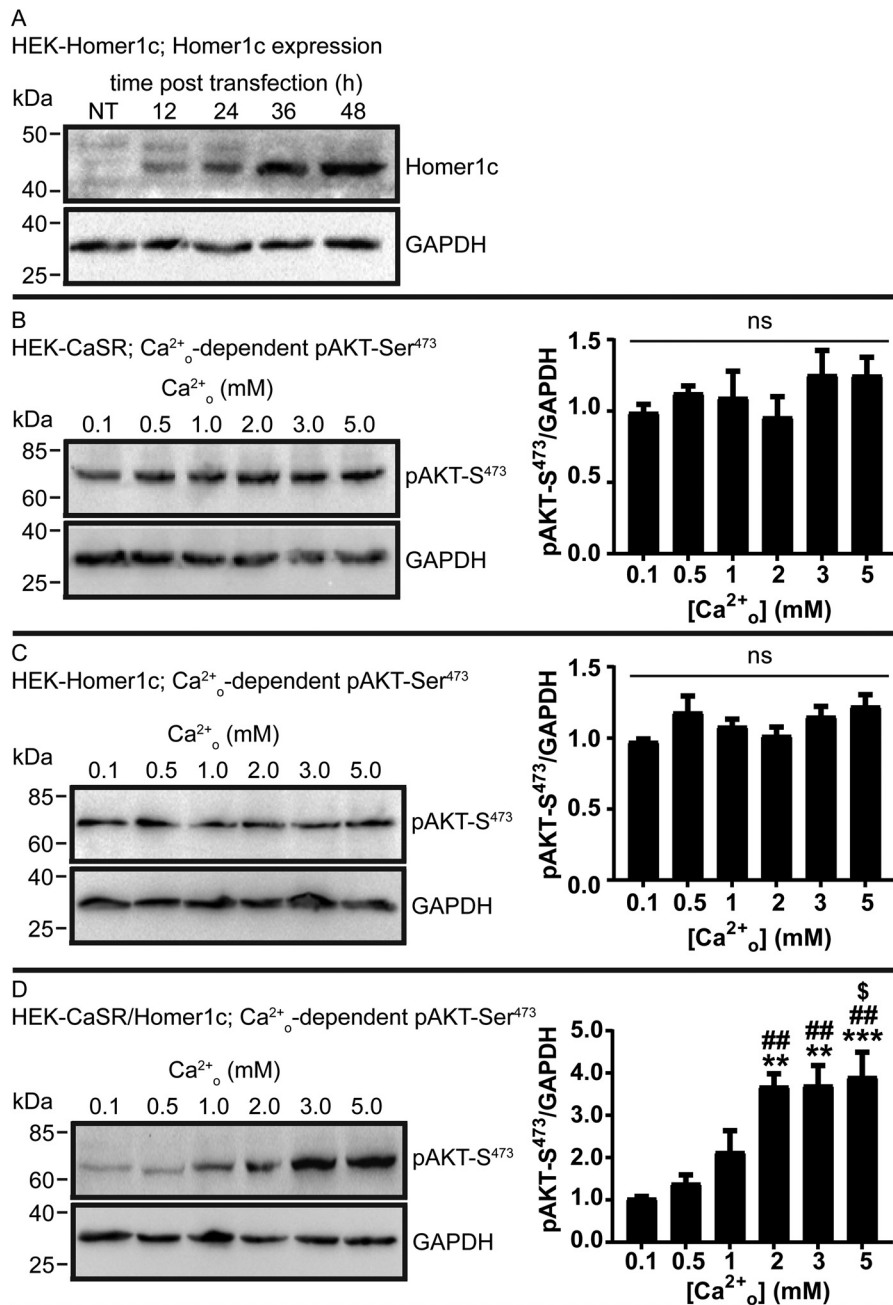 A
HEK-Homer1c; Homer1c expression
time post transfection (h)
kDa
NT 12 24 36 48
50
40
Homer1c
40
25
GAPDH
B
HEK-CaSR; Ca²⁺ₒ-dependent pAKT-Ser⁴⁷³
Ca²⁺ₒ (mM)
kDa
0.1 0.5 1.0 2.0 3.0 5.0
85
60
pAKT-S⁴⁷³
40
25
GAPDH
ns
pAKT-S⁴⁷³/GAPDH
1.5
1.0
0.5
0.0
0.1 0.5 1 2 3 5
[Ca²⁺ₒ] (mM)
C
HEK-Homer1c; Ca²⁺ₒ-dependent pAKT-Ser⁴⁷³
Ca²⁺ₒ (mM)
kDa
0.1 0.5 1.0 2.0 3.0 5.0
85
60
pAKT-S⁴⁷³
40
25
GAPDH
ns
pAKT-S⁴⁷³/GAPDH
1.5
1.0
0.5
0.0
0.1 0.5 1 2 3 5
[Ca²⁺ₒ] (mM)
D
HEK-CaSR/Homer1c; Ca²⁺ₒ-dependent pAKT-Ser⁴⁷³
Ca²⁺ₒ (mM)
kDa
0.1 0.5 1.0 2.0 3.0 5.0
85
60
pAKT-S⁴⁷³
40
25
GAPDH
$
## ## ##
** ** ***
pAKT-S⁴⁷³/GAPDH
5.0
4.0
3.0
2.0
1.0
0.0
0.1 0.5 1 2 3 5
[Ca²⁺ₒ] (mM)